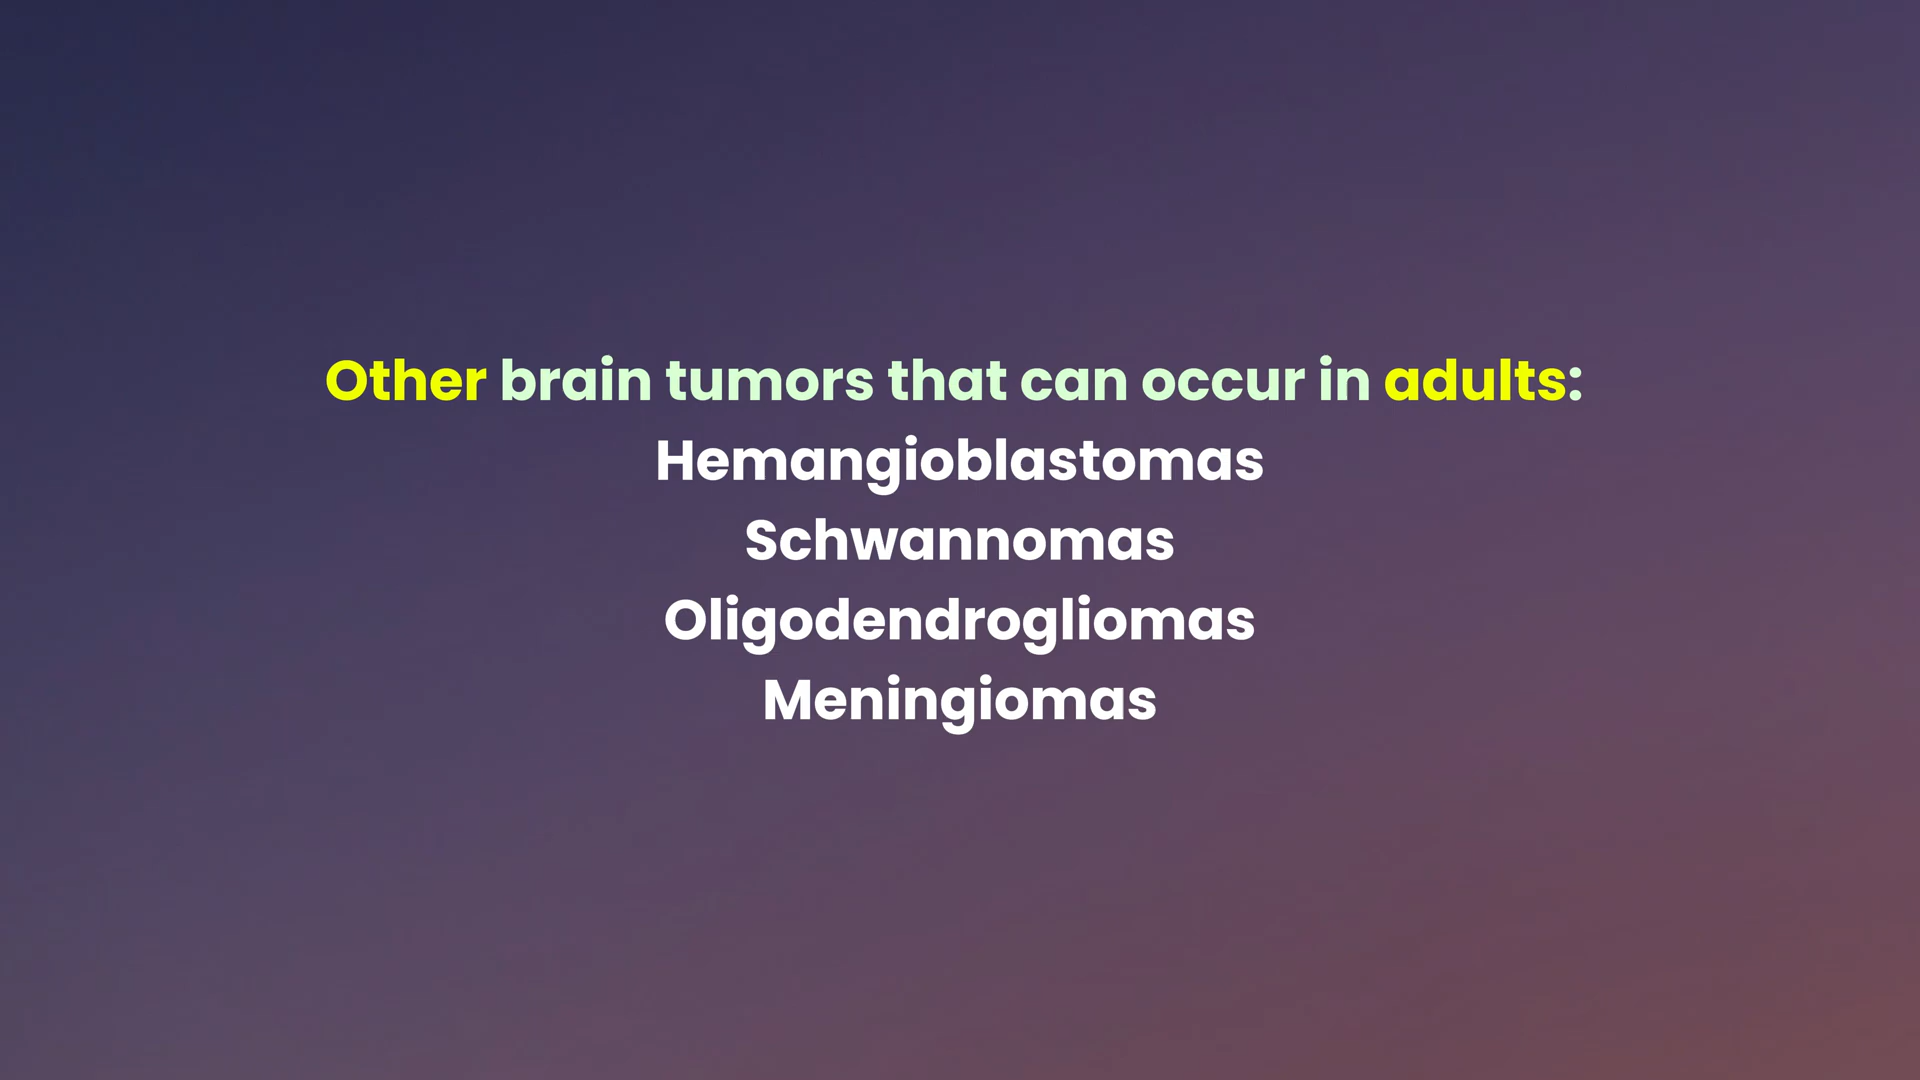 Other brain tumors that can occur in adults:
Hemangioblastomas
Schwannomas
Oligodendrogliomas
Meningiomas